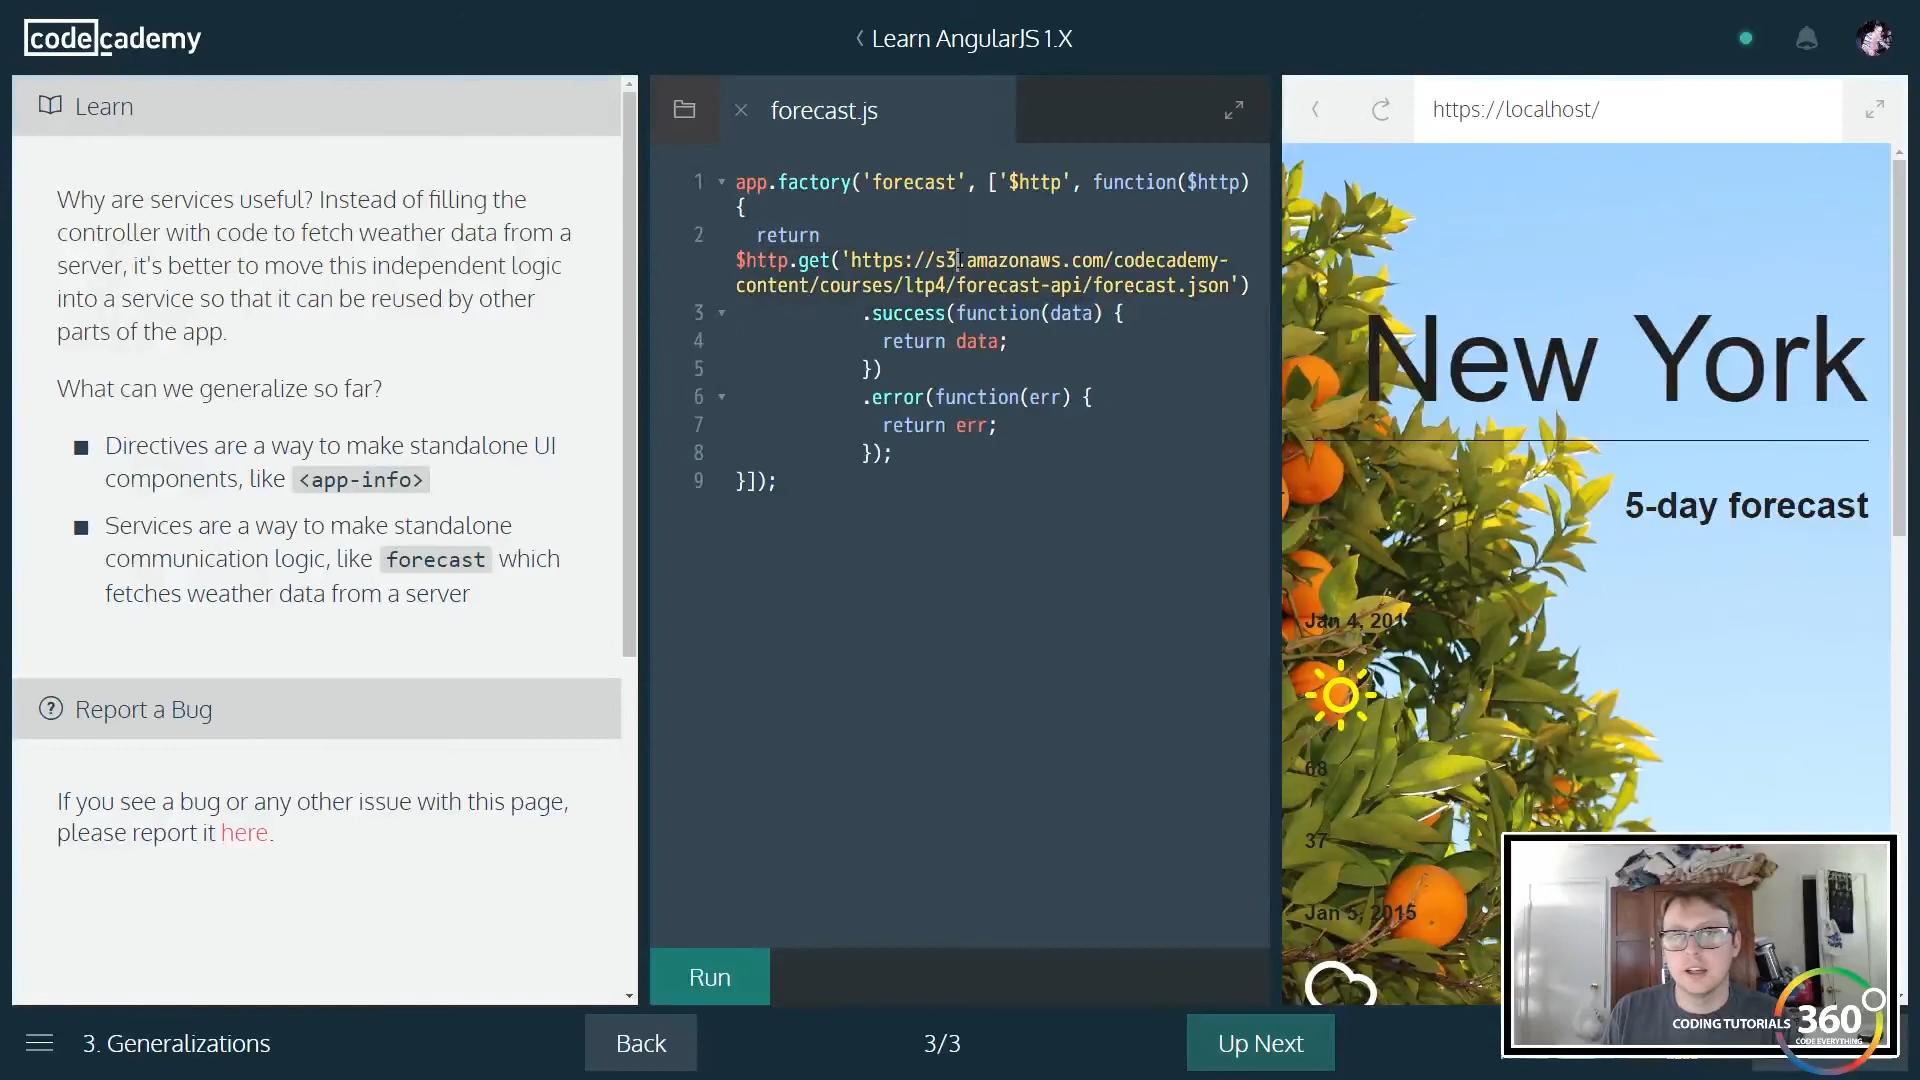 codecademy
Learn AngularJS 1.X
Learn
Why are services useful? Instead of filling the
controller with code to fetch weather data from a
server, it's better to move this independent logic
into a service so that it can be reused by other
parts of the app.
What can we generalize so far?
Directives are a way to make standalone UI
components, like <app-info>
Services are a way to make standalone
communication logic, like forecast which
fetches weather data from a server
Report a Bug
If you see a bug or any other issue with this page,
please report it here.
forecast.js
1 app.factory('forecast', ['$http', function($http)
{
2 return
$http.get('https://s3.amazonaws.com/codecademy-
content/courses/ltp4/forecast-api/forecast.json')
3 .success(function(data) {
4 return data;
5 })
6 .error(function(err) {
7 return err;
8 });
9 }]);
Run
https://localhost/
New York
5-day forecast
Jan 4, 2015
68
37
Jan 5, 2015
CODING TUTORIALS 360
CODE EVERYTHING
3. Generalizations
Back
3/3
Up Next